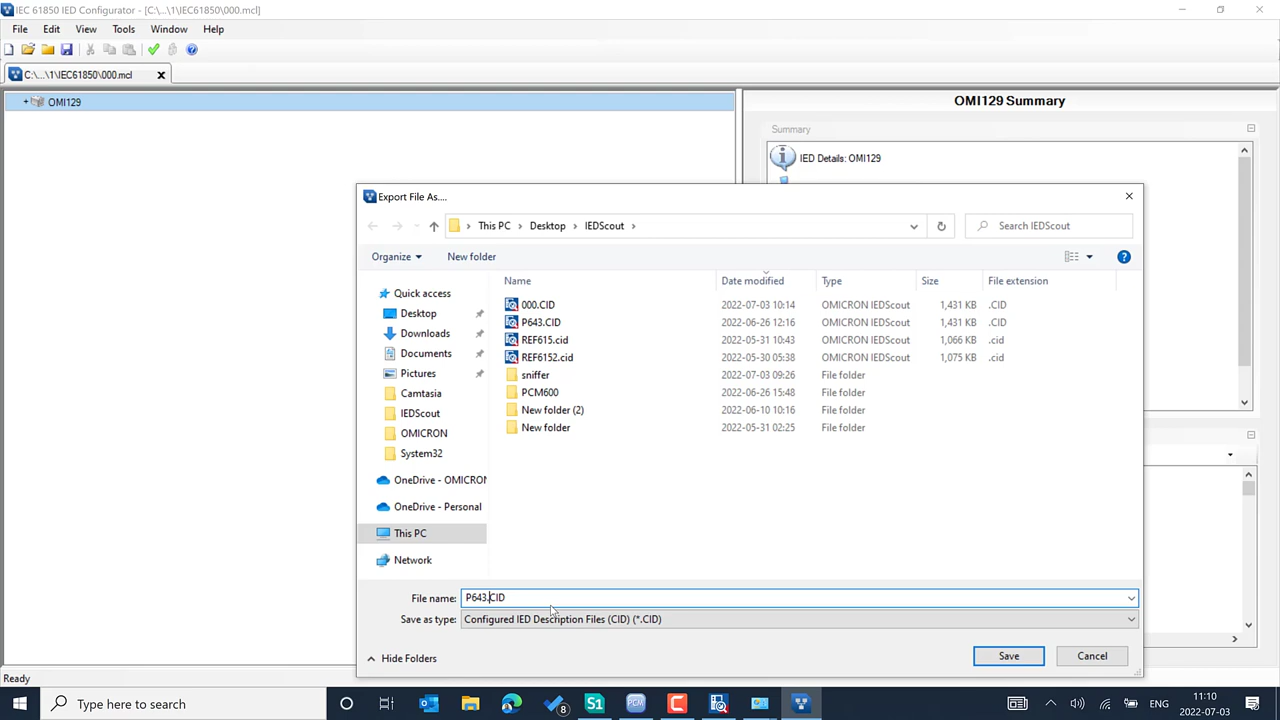 IEC 61850 IED Configurator - [C:\...\1\IEC61850\000.mcl]
File Edit View Tools Window Help
C:\...\1\IEC61850\000.mcl
OMI129
OMI129 Summary
Summary
IED Details: OMI129
Export File As....
This PC > Desktop > IEDScout >
Search IEDScout
Organize New folder
Name Date modified Type Size File extension
000.CID 2022-07-03 10:14 OMICRON IEDScout 1,431 KB .CID
P643.CID 2022-06-26 12:16 OMICRON IEDScout 1,431 KB .CID
REF615.cid 2022-05-31 10:43 OMICRON IEDScout 1,066 KB .cid
REF6152.cid 2022-05-30 05:38 OMICRON IEDScout 1,075 KB .cid
sniffer 2022-07-03 09:26 File folder
PCM600 2022-06-26 15:48 File folder
New folder (2) 2022-06-10 10:16 File folder
New folder 2022-05-31 02:25 File folder
Quick access
Desktop
Downloads
Documents
Pictures
Camtasia
IEDScout
OMICRON
System32
OneDrive - OMICRON
OneDrive - Personal
This PC
Network
File name: P643.CID
Save as type: Configured IED Description Files (CID) (*.CID)
Hide Folders
Save Cancel
Ready
Type here to search
8
S1
PCM
ENG
11:10
2022-07-03